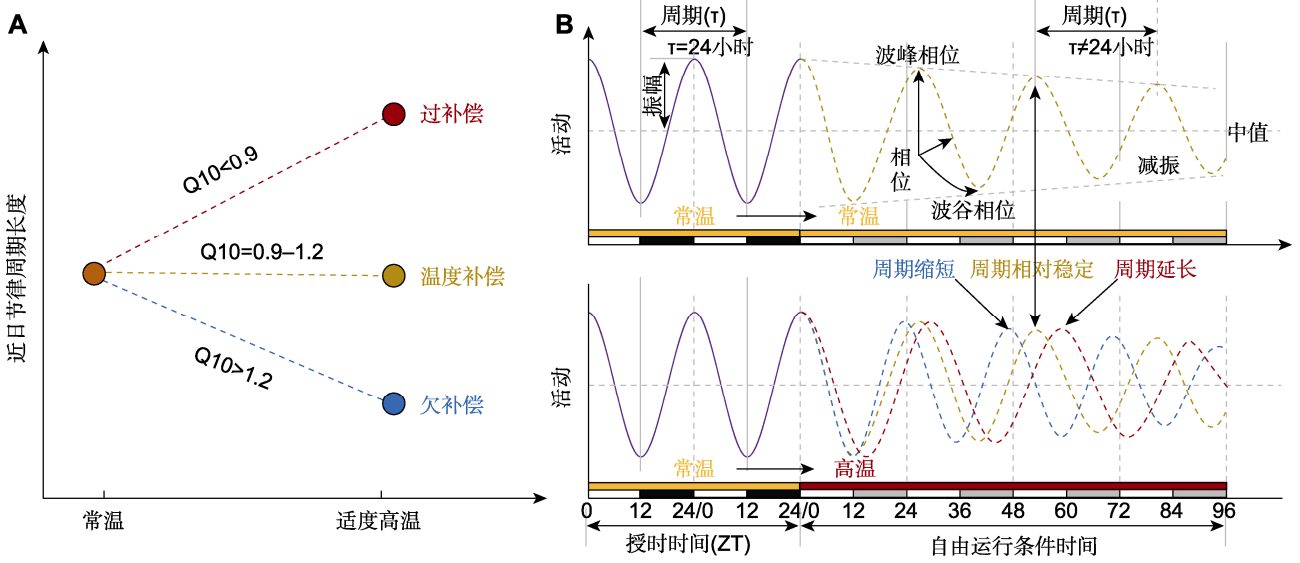 A
近日节律周期长度
过补偿
Q10<0.9
Q10=0.9–1.2
温度补偿
Q10>1.2
欠补偿
常温
适度高温
B
周期(τ)
τ=24小时
周期(τ)
τ≠24小时
波峰相位
振幅
活动
中值
相位
减振
波谷相位
常温
常温
周期缩短
周期相对稳定
周期延长
活动
常温
高温
0 12 24/0 12 24/0 12 24 36 48 60 72 84 96
授时时间(ZT)
自由运行条件时间